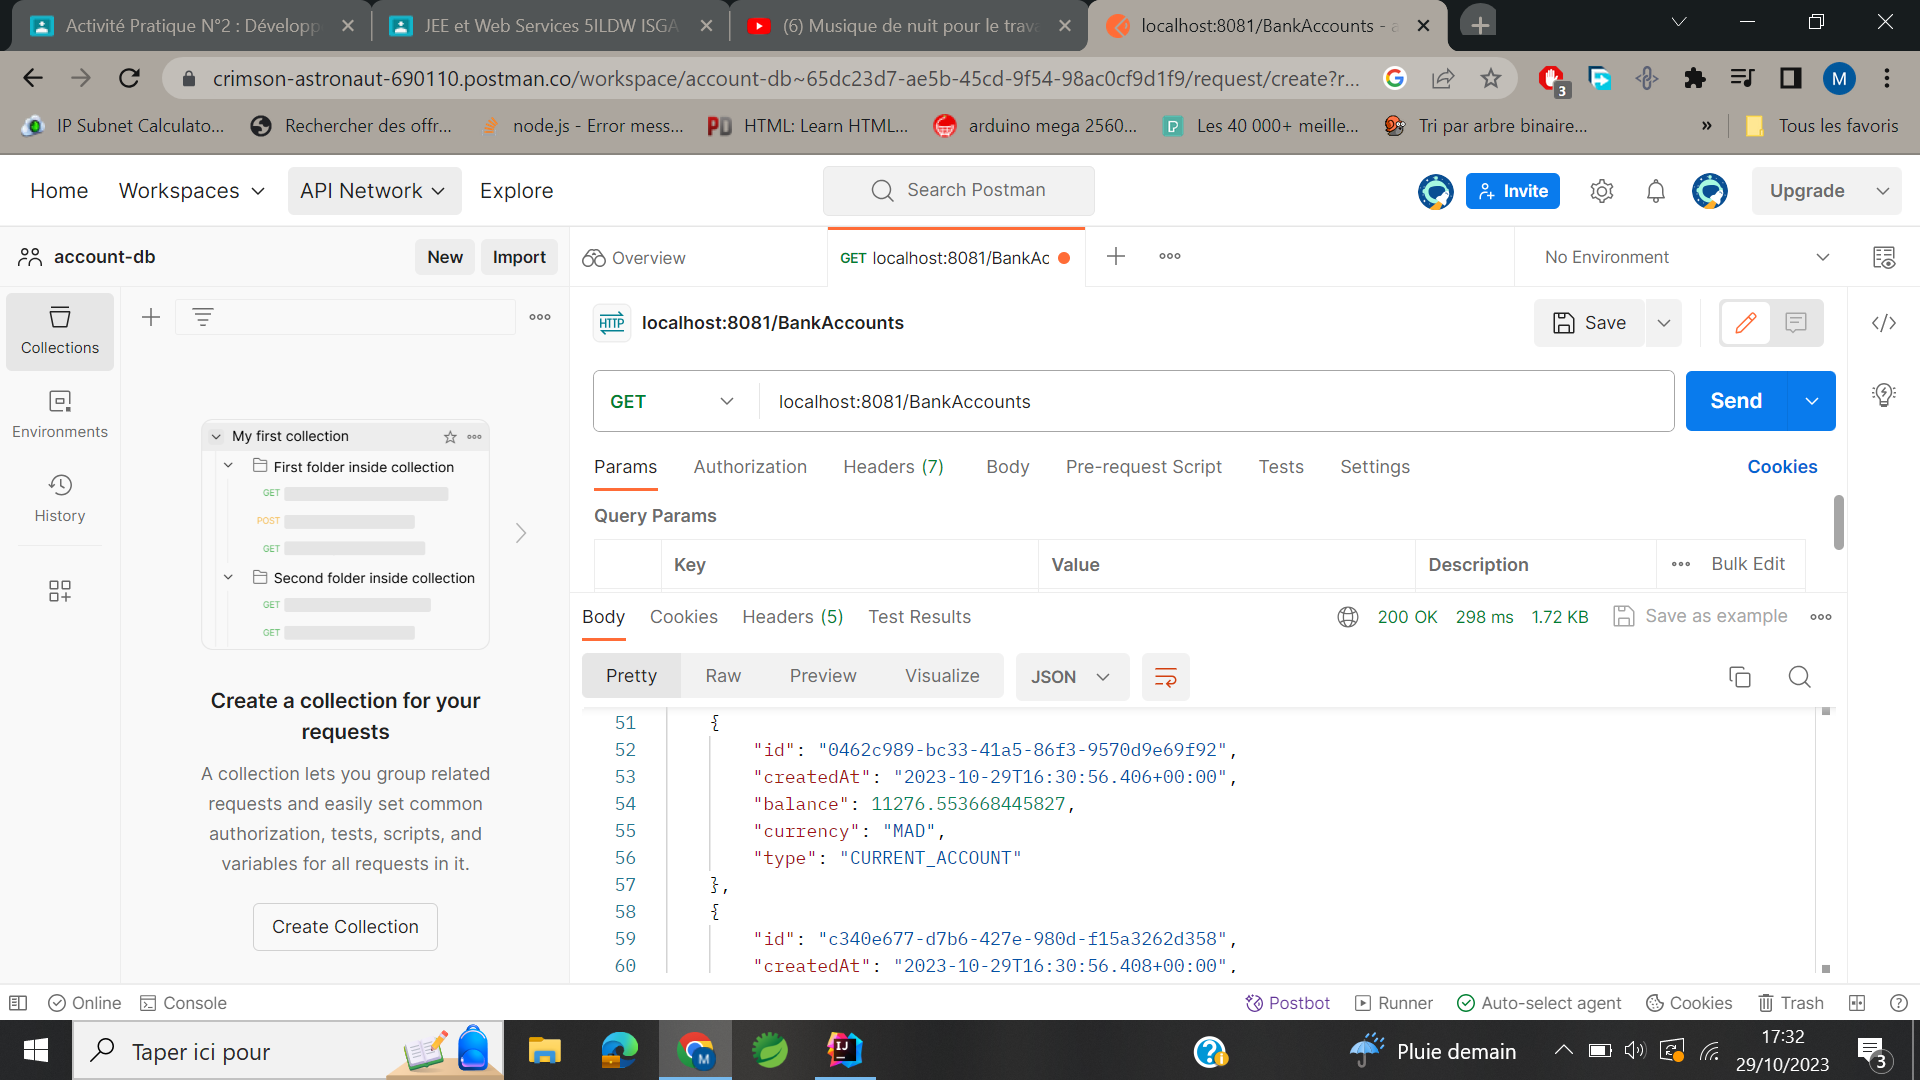 Activité Pratique N°2 : Développ
JEE et Web Services 5IILDW ISGA
(6) Musique de nuit pour le trava
localhost:8081/BankAccounts - a
crimson-astronaut-690110.postman.co/workspace/account-db~65dc23d7-ae5b-45cd-9f54-98ac0cf9d1f9/request/create?r...
3
M
IP Subnet Calculato...
Rechercher des offr...
node.js - Error mess...
PD
HTML: Learn HTML...
arduino mega 2560...
Les 40 000+ meille...
Tri par arbre binaire...
»
Tous les favoris
Home
Workspaces
API Network
Explore
Search Postman
Invite
Upgrade
account-db
New
Import
Overview
GET localhost:8081/BankAc
No Environment
Collections
Environments
History
HTTP
localhost:8081/BankAccounts
Save
GET
localhost:8081/BankAccounts
Send
Params
Authorization
Headers (7)
Body
Pre-request Script
Tests
Settings
Cookies
Query Params
Key
Value
Description
Bulk Edit
My first collection
First folder inside collection
GET
POST
GET
Second folder inside collection
GET
GET
Create a collection for your
requests
A collection lets you group related
requests and easily set common
authorization, tests, scripts, and
variables for all requests in it.
Create Collection
Body
Cookies
Headers (5)
Test Results
200 OK
298 ms
1.72 KB
Save as example
Pretty
Raw
Preview
Visualize
JSON
51 {
52 "id": "0462c989-bc33-41a5-86f3-9570d9e69f92",
53 "createdAt": "2023-10-29T16:30:56.406+00:00",
54 "balance": 11276.553668445827,
55 "currency": "MAD",
56 "type": "CURRENT_ACCOUNT"
57 },
58 {
59 "id": "c340e677-d7b6-427e-980d-f15a3262d358",
60 "createdAt": "2023-10-29T16:30:56.408+00:00",
Online
Console
Postbot
Runner
Auto-select agent
Cookies
Trash
Taper ici pour
M
IJ
Pluie demain
17:32
29/10/2023
3